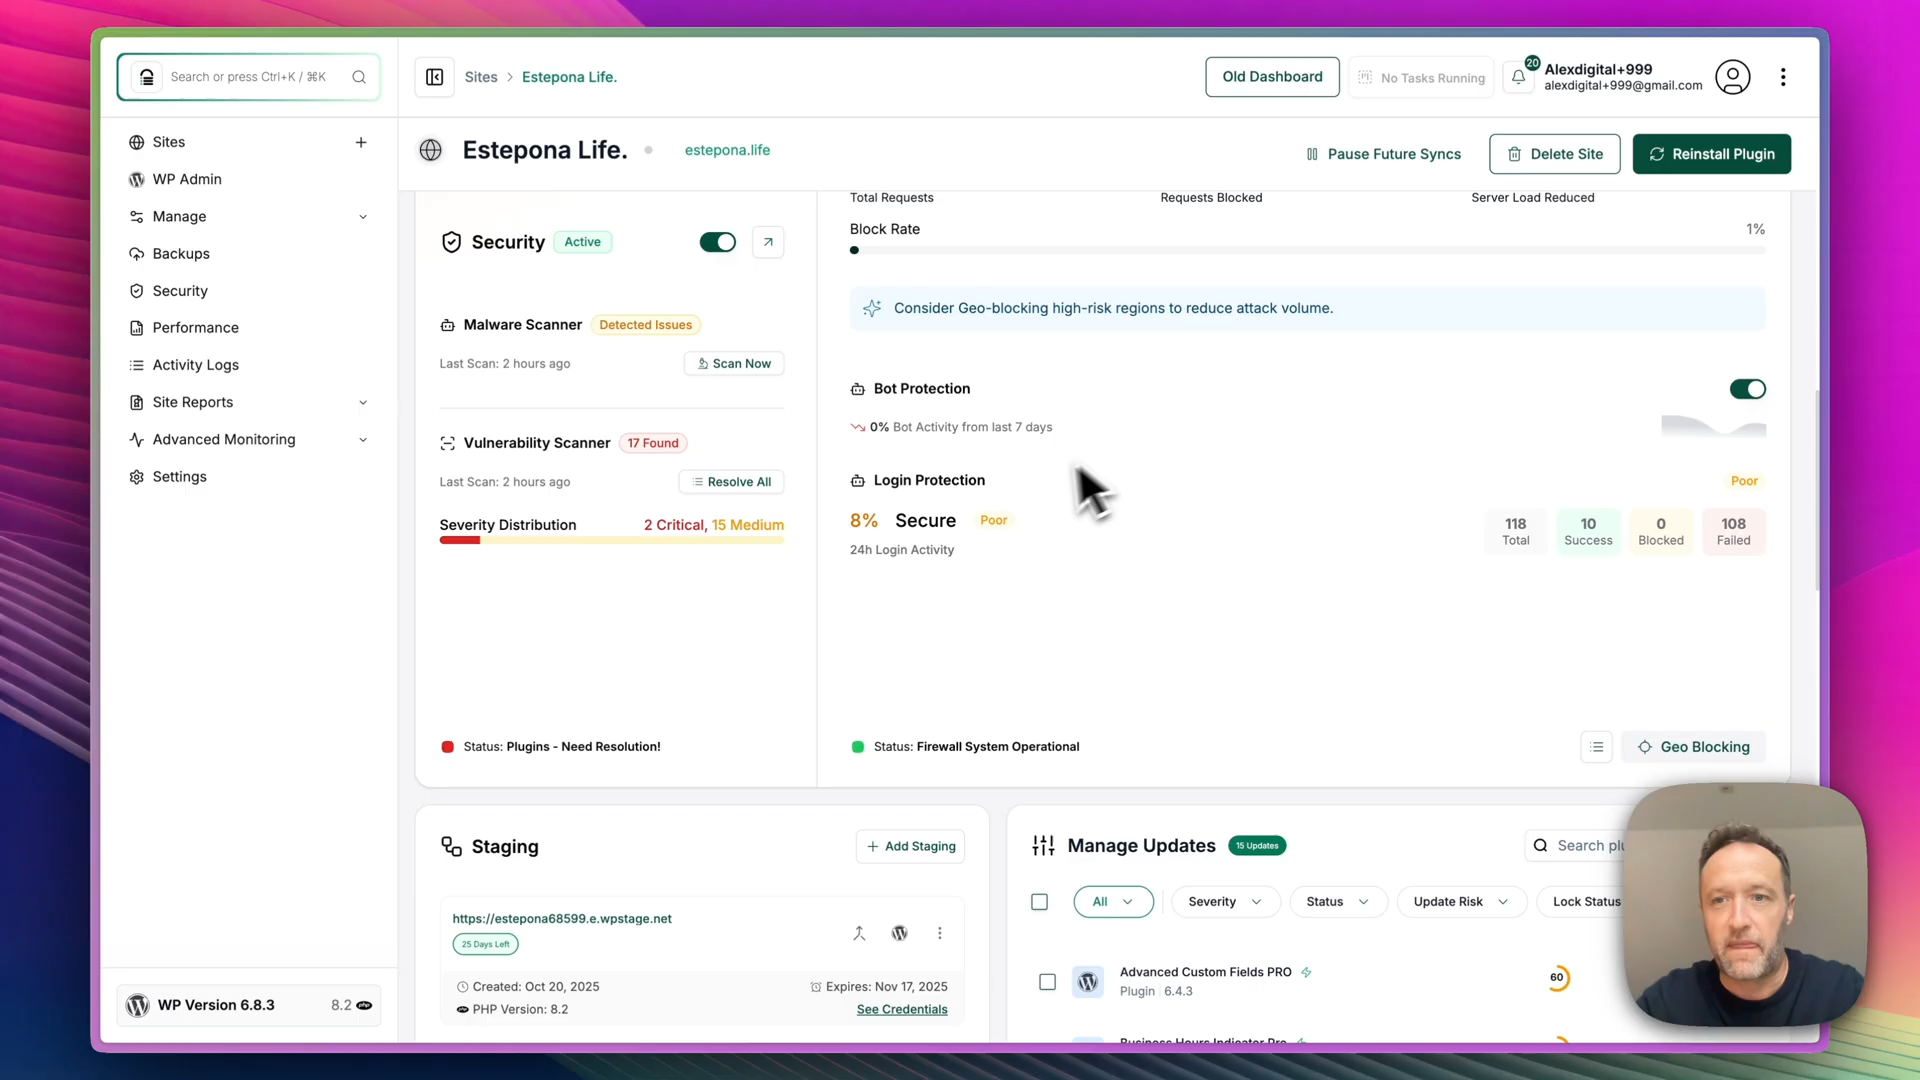 Search or press Ctrl+K / ⌘K
Sites > Estepona Life.
Old Dashboard
No Tasks Running
20
Alexdigital+999
alexdigital+999@gmail.com
Sites
WP Admin
Manage
Backups
Security
Performance
Activity Logs
Site Reports
Advanced Monitoring
Settings
WP Version 6.8.3
8.2
Estepona Life.
estepona.life
Pause Future Syncs
Delete Site
Reinstall Plugin
Security
Active
Malware Scanner
Detected Issues
Last Scan: 2 hours ago
Scan Now
Vulnerability Scanner
17 Found
Last Scan: 2 hours ago
Resolve All
Severity Distribution
2 Critical, 15 Medium
Status: Plugins - Need Resolution!
Total Requests
Requests Blocked
Server Load Reduced
Block Rate
1%
Consider Geo-blocking high-risk regions to reduce attack volume.
Bot Protection
0% Bot Activity from last 7 days
Login Protection
Poor
8% Secure
Poor
24h Login Activity
118
Total
10
Success
0
Blocked
108
Failed
Status: Firewall System Operational
Geo Blocking
Staging
Add Staging
https://estepona68599.e.wpstage.net
25 Days Left
Created: Oct 20, 2025
Expires: Nov 17, 2025
PHP Version: 8.2
See Credentials
Manage Updates
15 Updates
Search plu
All
Severity
Status
Update Risk
Lock Status
Advanced Custom Fields PRO
Plugin 6.4.3
60
Business Hours Indicator Pro